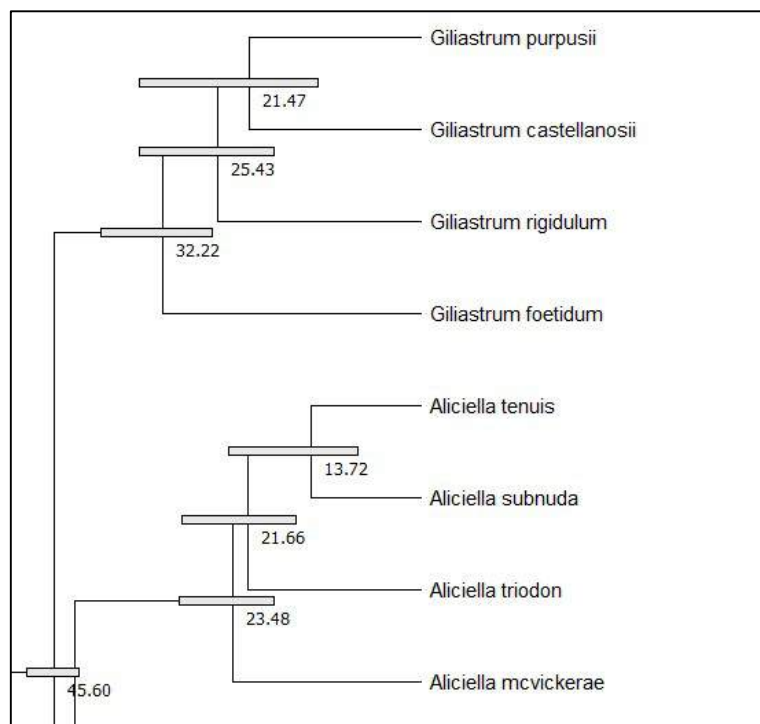 Giliastrum purpusii
21.47
Giliastrum castellanosii
25.43
Giliastrum rigidulum
32.22
Giliastrum foetidum
Aliciella tenuis
13.72
Aliciella subnuda
21.66
Aliciella triodon
23.48
Aliciella mcvickerae
45.60